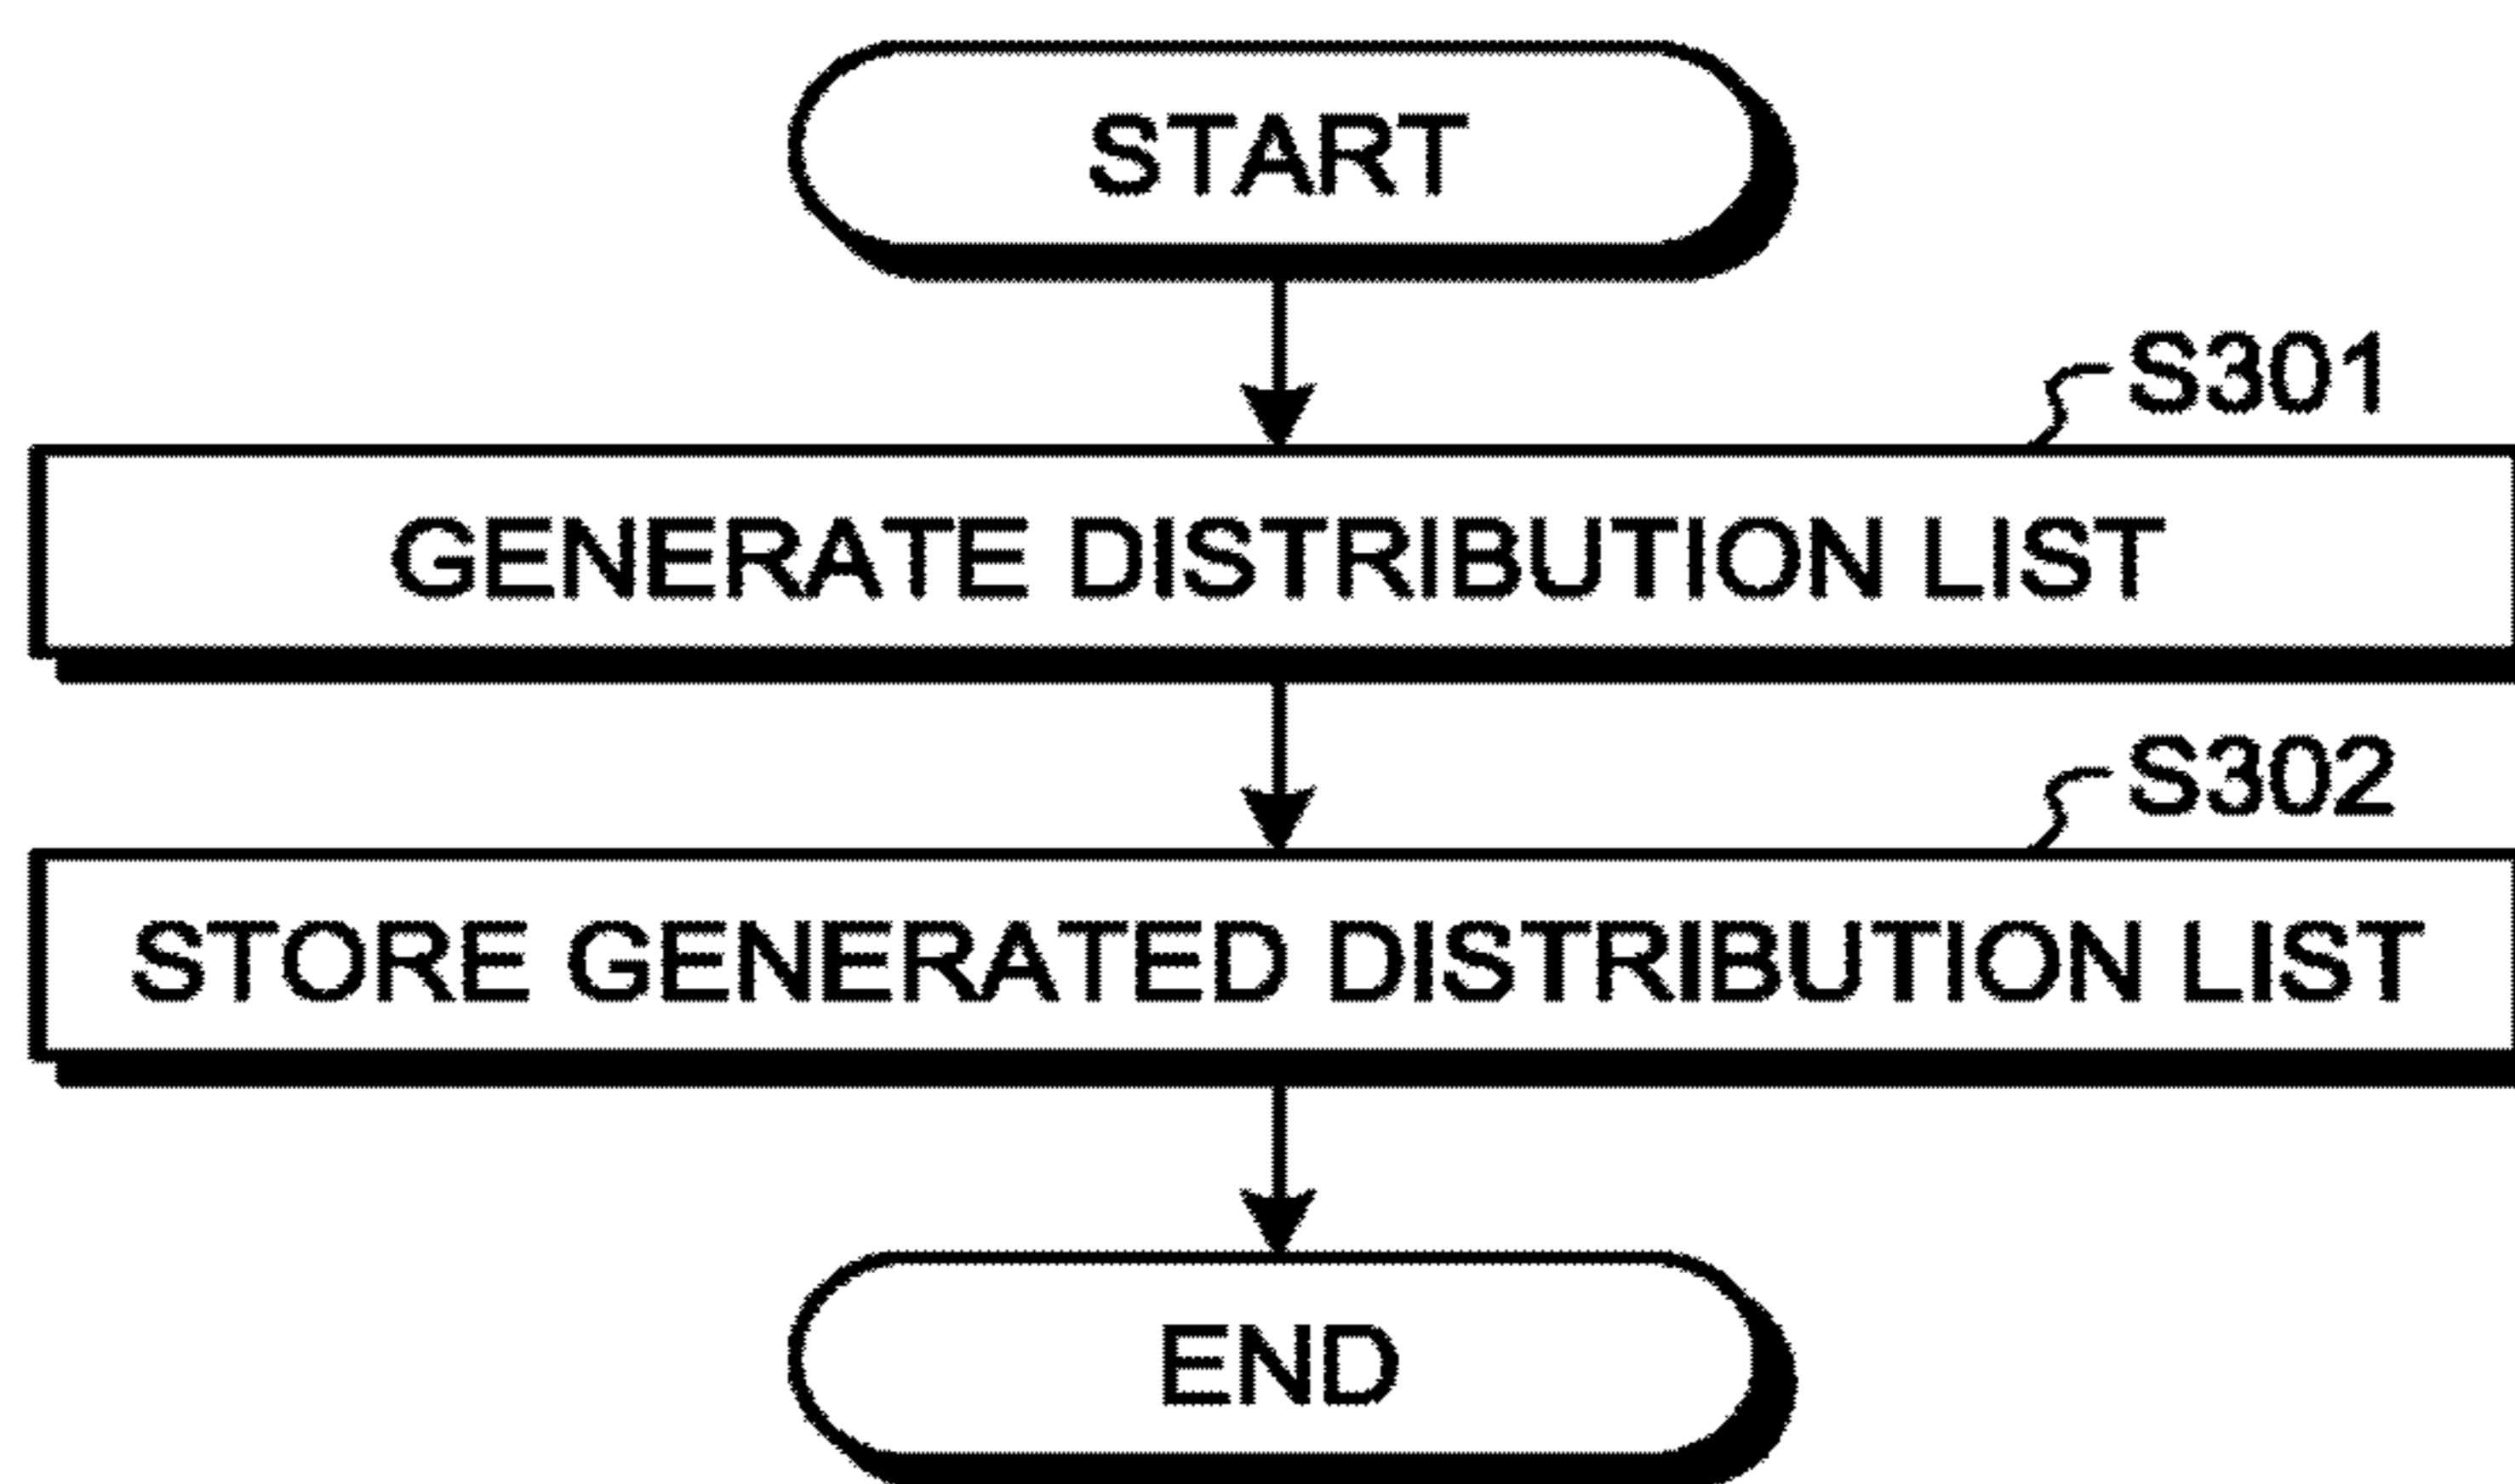 START
S301
GENERATE DISTRIBUTION LIST
S302
STORE GENERATED DISTRIBUTION LIST
END